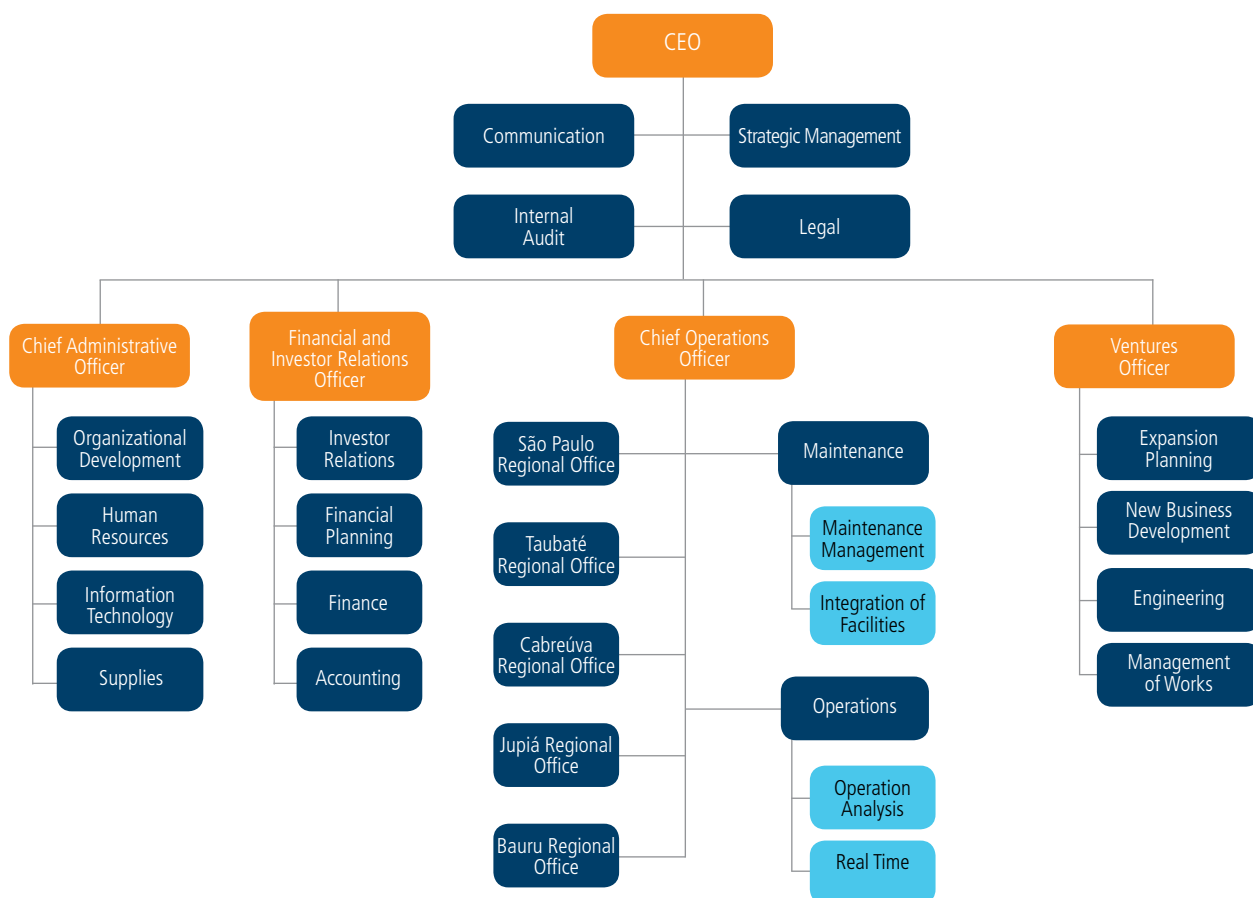 CEO
Communication
Strategic Management
Internal
Audit
Legal
Chief Administrative
Officer
Financial and
Investor Relations
Officer
Chief Operations
Officer
Ventures
Officer
Organizational
Development
Human
Resources
Information
Technology
Supplies
Investor
Relations
Financial
Planning
Finance
Accounting
São Paulo
Regional Office
Taubaté
Regional Office
Cabreúva
Regional Office
Jupiá Regional
Office
Bauru Regional
Office
Maintenance
Maintenance
Management
Integration of
Facilities
Operations
Operation
Analysis
Real Time
Expansion
Planning
New Business
Development
Engineering
Management
of Works